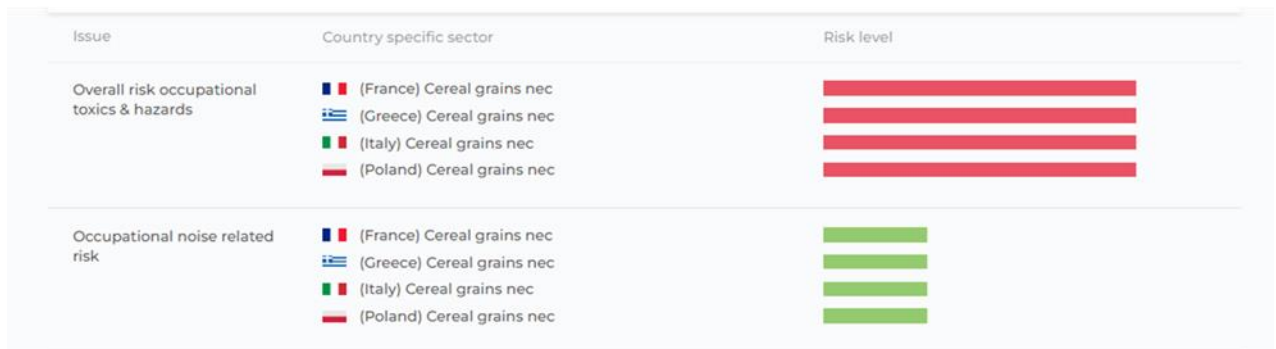 Issue Country specific sector Risk level
Overall risk occupational
toxics & hazards
(France) Cereal grains nec
(Greece) Cereal grains nec
(Italy) Cereal grains nec
(Poland) Cereal grains nec
Occupational noise related
risk
(France) Cereal grains nec
(Greece) Cereal grains nec
(Italy) Cereal grains nec
(Poland) Cereal grains nec